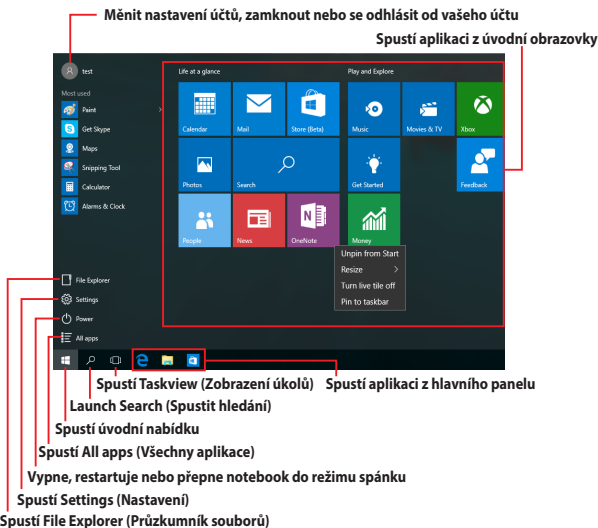 Měnit nastavení účtů, zamknout nebo se odhlásit od vašeho účtu
Spustí aplikaci z úvodní obrazovky
test
Most used
Paint
Get Skype
Maps
Snipping Tool
Calculator
Alarms & Clock
File Explorer
Settings
Power
All apps
Life at a glance
Calendar
Mail
Store (Beta)
Photos
Search
People
News
OneNote
Play and Explore
Music
Movies & TV
Xbox
Get Started
Feedback
Money
Unpin from Start
Resize
Turn live tile off
Pin to taskbar
Spustí Taskview (Zobrazení úkolů)
Spustí aplikaci z hlavního panelu
Launch Search (Spustit hledání)
Spustí úvodní nabídku
Spustí All apps (Všechny aplikace)
Vypne, restartuje nebo přepne notebook do režimu spánku
Spustí Settings (Nastavení)
Spustí File Explorer (Průzkumník souborů)